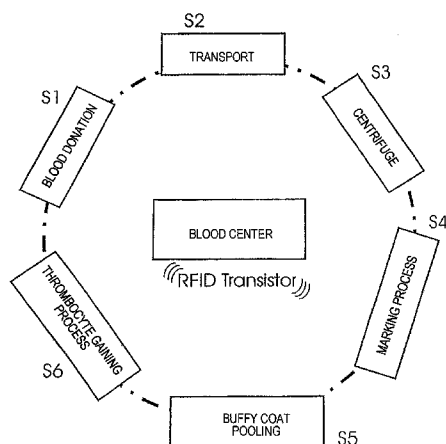 S2
TRANSPORT
S1
BLOOD DONATION
S3
CENTRIFUGE
BLOOD CENTER
RFID Transistor
S4
MARKING PROCESS
THROMBOCYTE GAINING
PROCESS
S6
BUFFY COAT
POOLING
S5